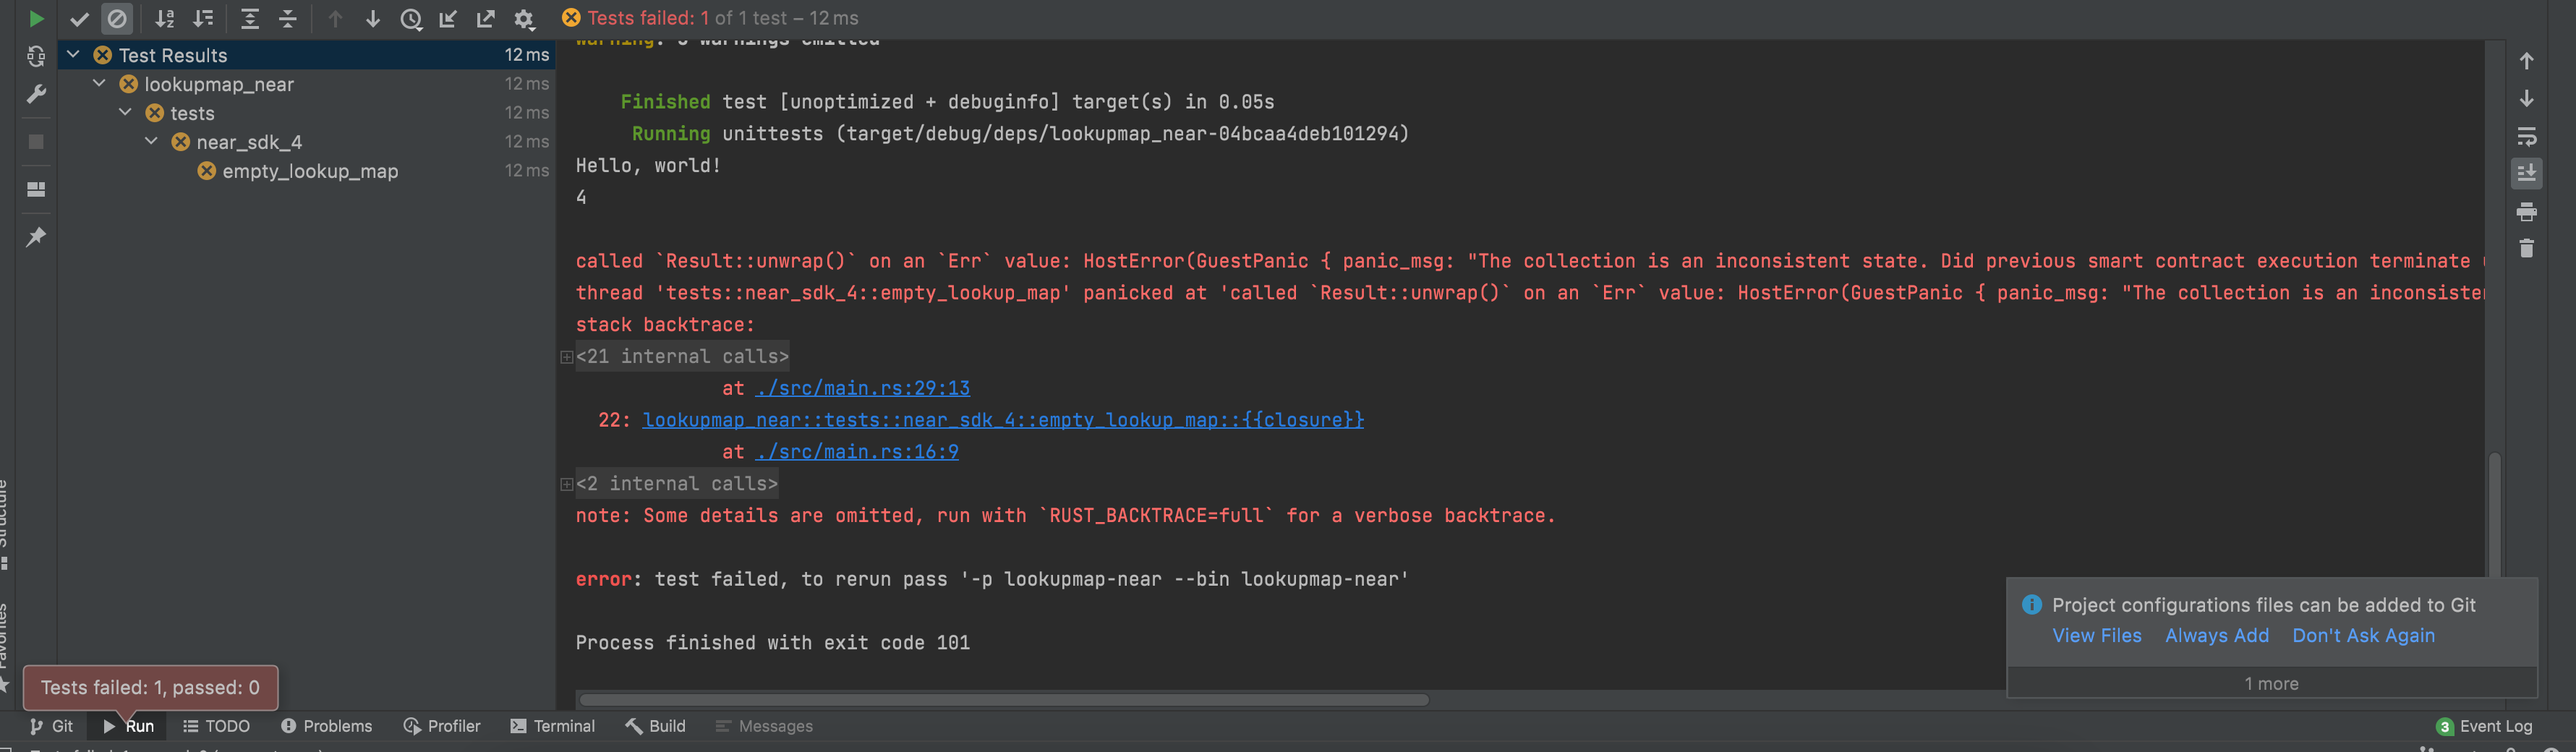 Tests failed: 1 of 1 test – 12 ms
Test Results 12 ms
lookupmap_near 12 ms
tests 12 ms
near_sdk_4 12 ms
empty_lookup_map 12 ms
warnings emitted
Finished test [unoptimized + debuginfo] target(s) in 0.05s
Running unittests (target/debug/deps/lookupmap_near-04bcaa4deb101294)
Hello, world!
4
called `Result::unwrap()` on an `Err` value: HostError(GuestPanic { panic_msg: "The collection is an inconsistent state. Did previous smart contract execution terminate
thread 'tests::near_sdk_4::empty_lookup_map' panicked at 'called `Result::unwrap()` on an `Err` value: HostError(GuestPanic { panic_msg: "The collection is an inconsiste
stack backtrace:
<21 internal calls>
at ./src/main.rs:29:13
22: lookupmap_near::tests::near_sdk_4::empty_lookup_map::{{closure}}
at ./src/main.rs:16:9
<2 internal calls>
note: Some details are omitted, run with `RUST_BACKTRACE=full` for a verbose backtrace.
error: test failed, to rerun pass '-p lookupmap-near --bin lookupmap-near'
Process finished with exit code 101
Structure
Favorites
Project configurations files can be added to Git
View Files Always Add Don't Ask Again
1 more
Tests failed: 1, passed: 0
Git Run TODO Problems Profiler Terminal Build Messages 3 Event Log